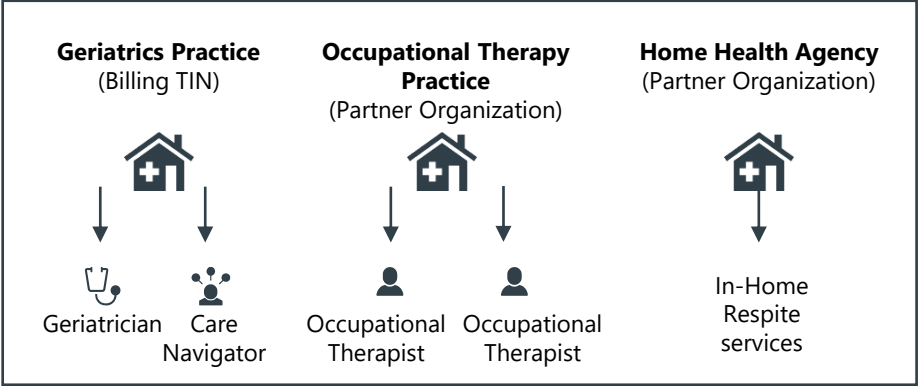 Geriatrics Practice
(Billing TIN)
Occupational Therapy
Practice
(Partner Organization)
Home Health Agency
(Partner Organization)
Geriatrician
Care
Navigator
Occupational
Therapist
Occupational
Therapist
In-Home
Respite
services